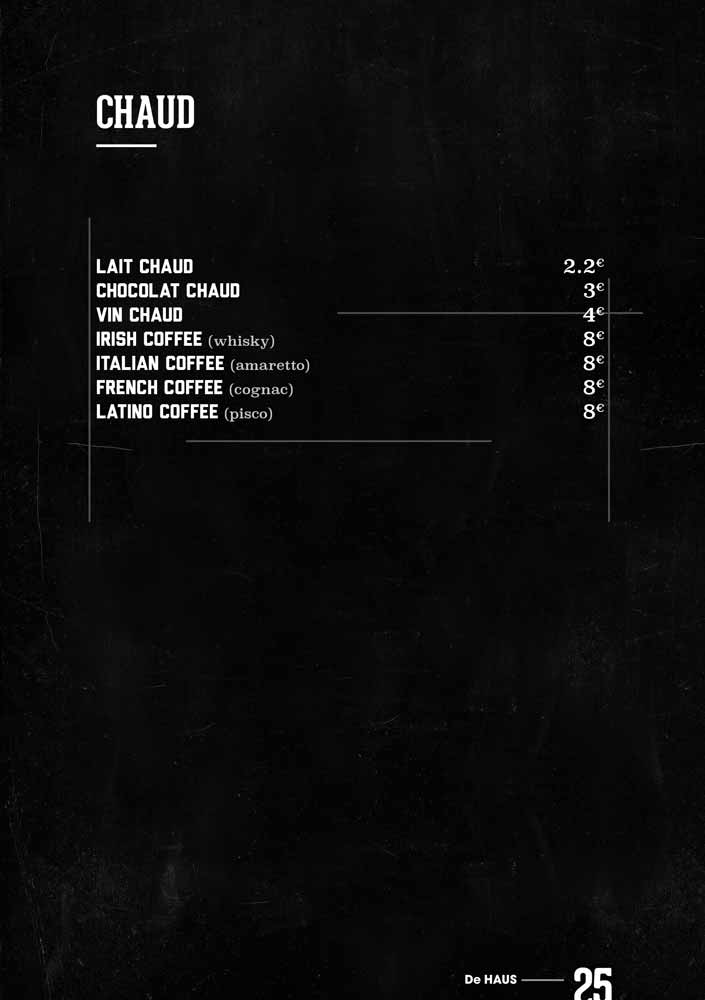 CHAUD
LAIT CHAUD 2.2€
CHOCOLAT CHAUD 3€
VIN CHAUD 4€
IRISH COFFEE (whisky) 8€
ITALIAN COFFEE (amaretto) 8€
FRENCH COFFEE (cognac) 8€
LATINO COFFEE (pisco) 8€
De HAUS 25